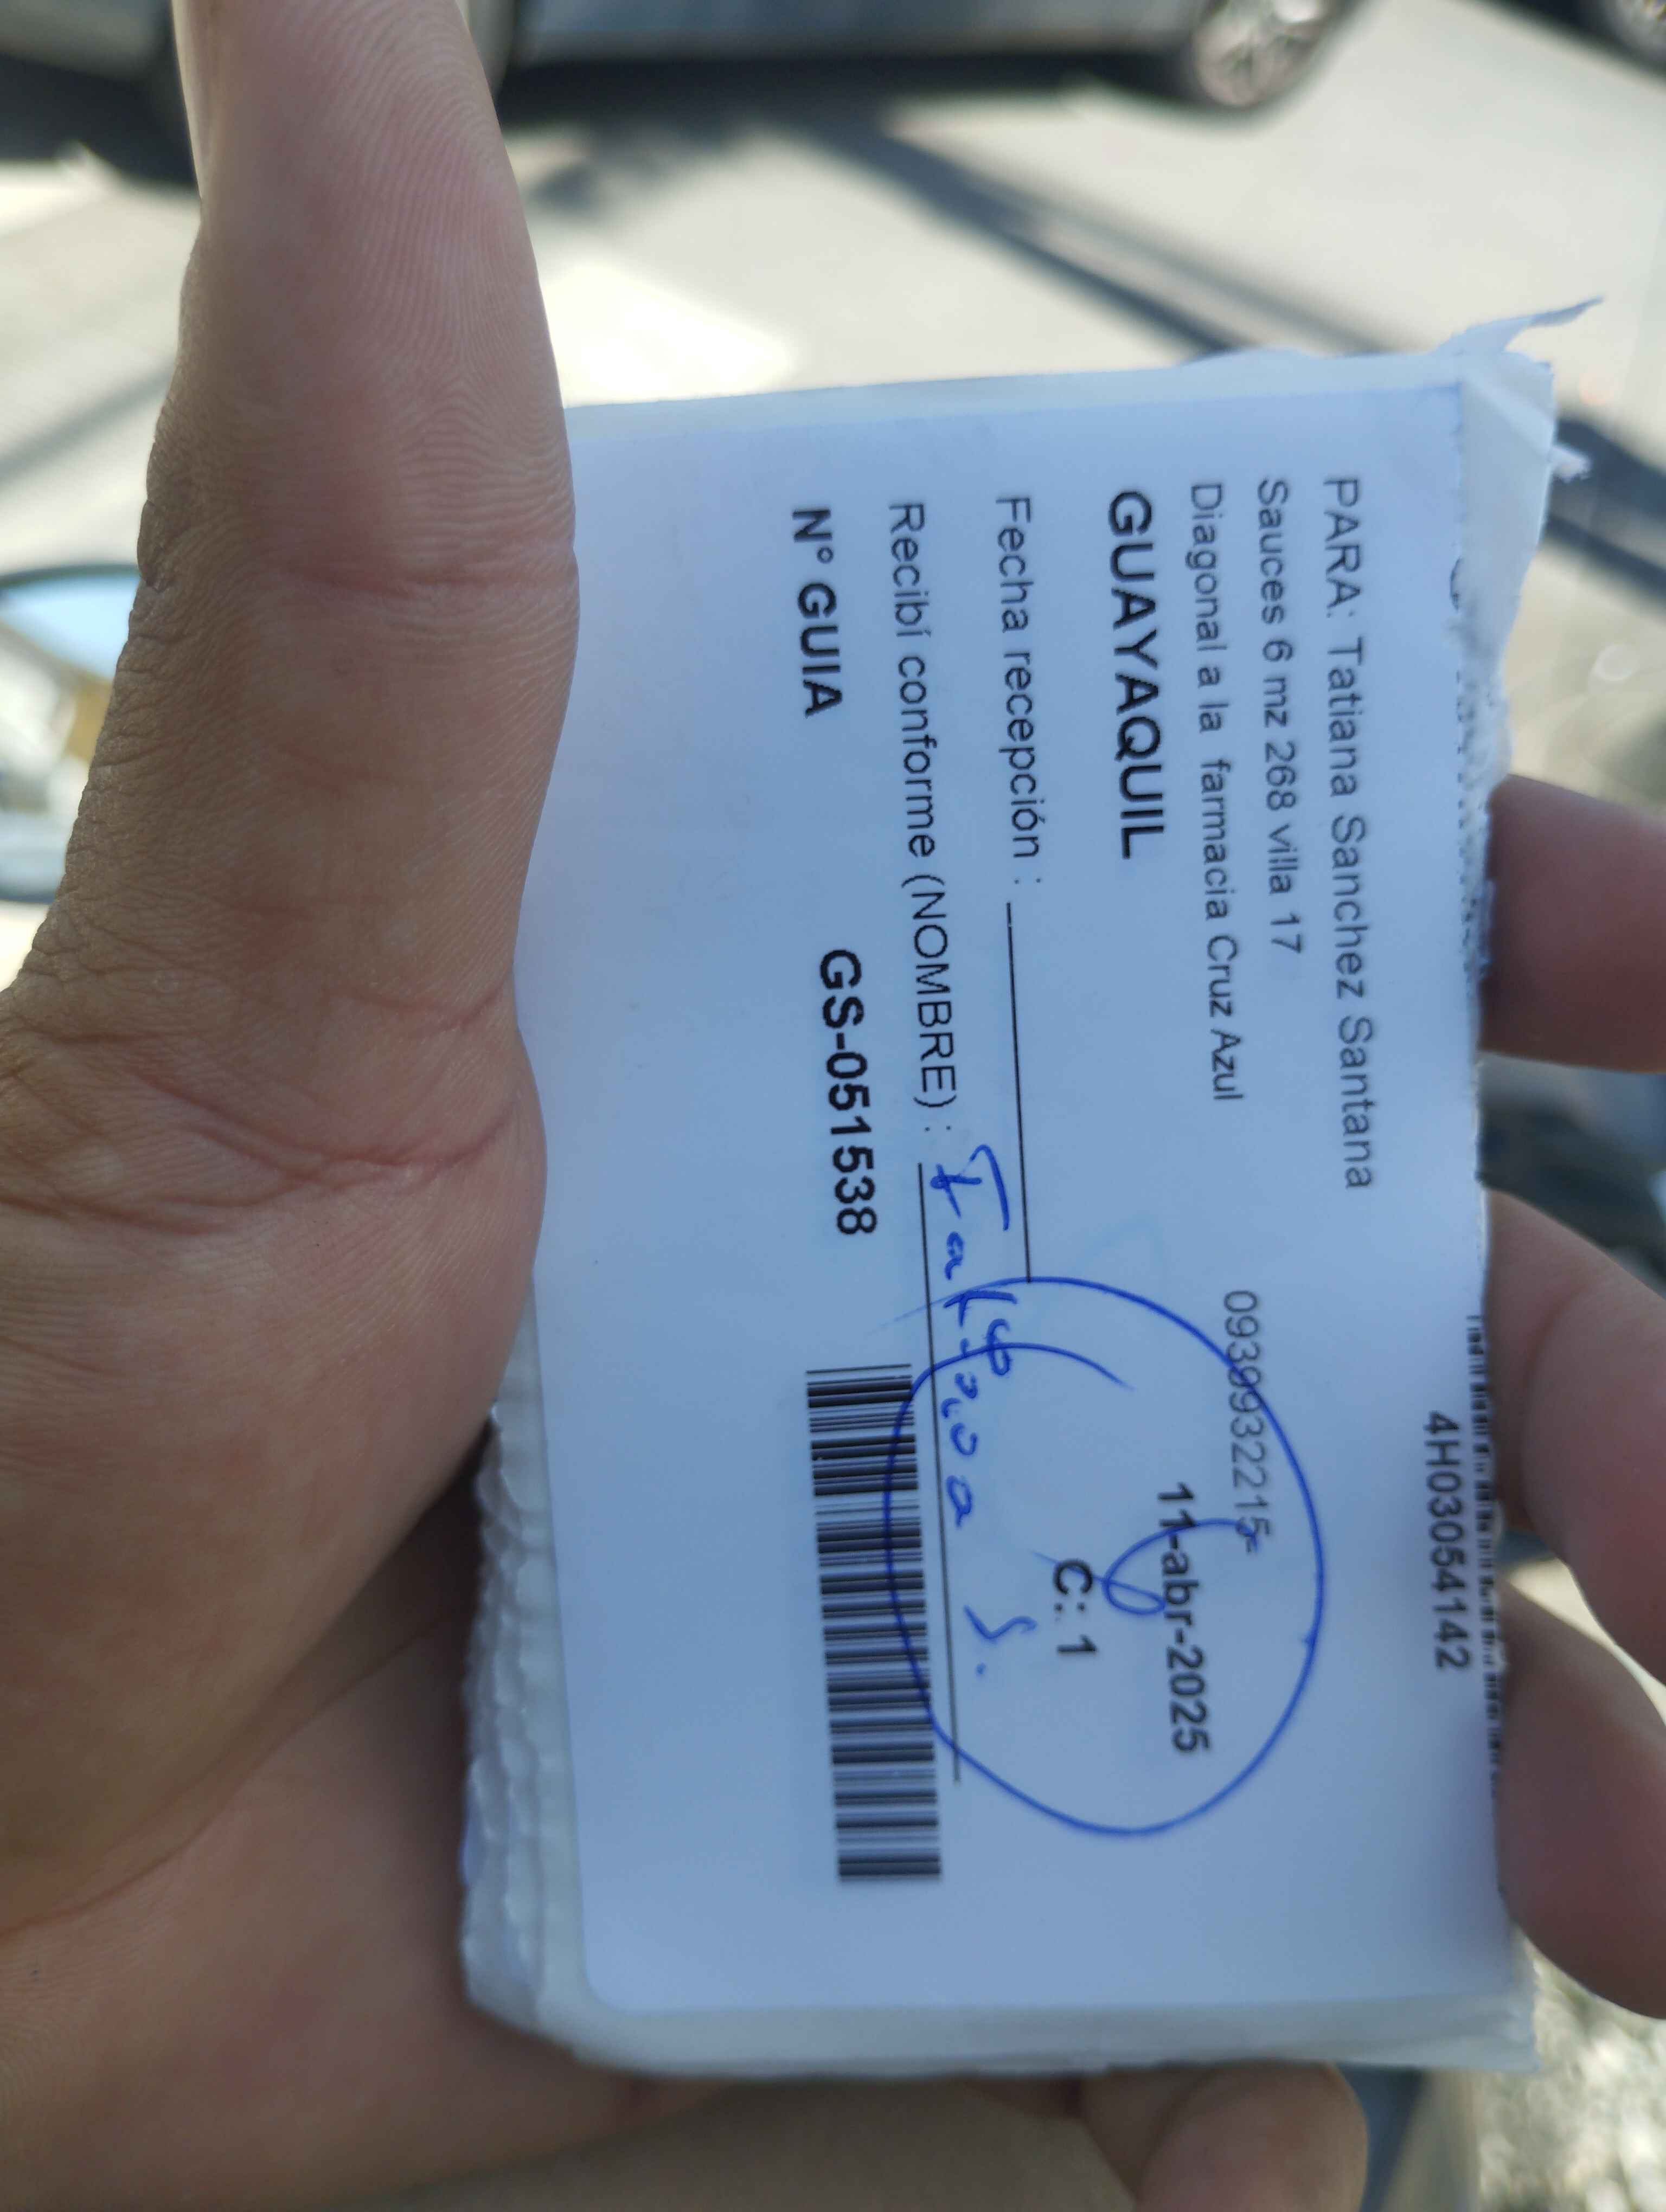 4H03054142
PARA: Tatiana Sanchez Santana
Sauces 6 mz 268 villa 17
0939932215-
Diagonal a la farmacia Cruz Azul
11-abr-2025
GUAYAQUIL
C: 1
Fecha recepción :
Recibí conforme (NOMBRE) :
S.
N° GUIA GS-051538